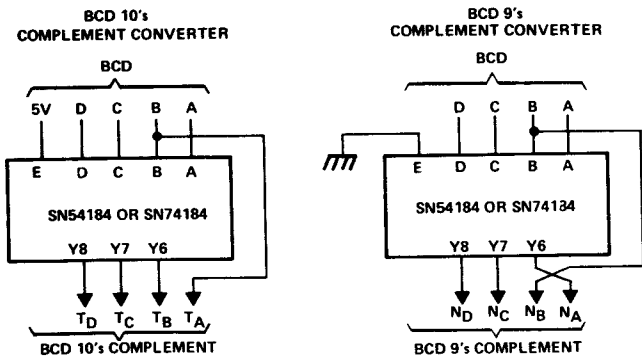 BCD 10's
COMPLEMENT CONVERTER
BCD
5V D C B A
E D C B A
SN54184 OR SN74184
Y8 Y7 Y6
TD TC TB TA
BCD 10's COMPLEMENT
BCD 9's
COMPLEMENT CONVERTER
BCD
D C B A
E D C B A
SN54184 OR SN74184
Y8 Y7 Y6
ND NC NB NA
BCD 9's COMPLEMENT